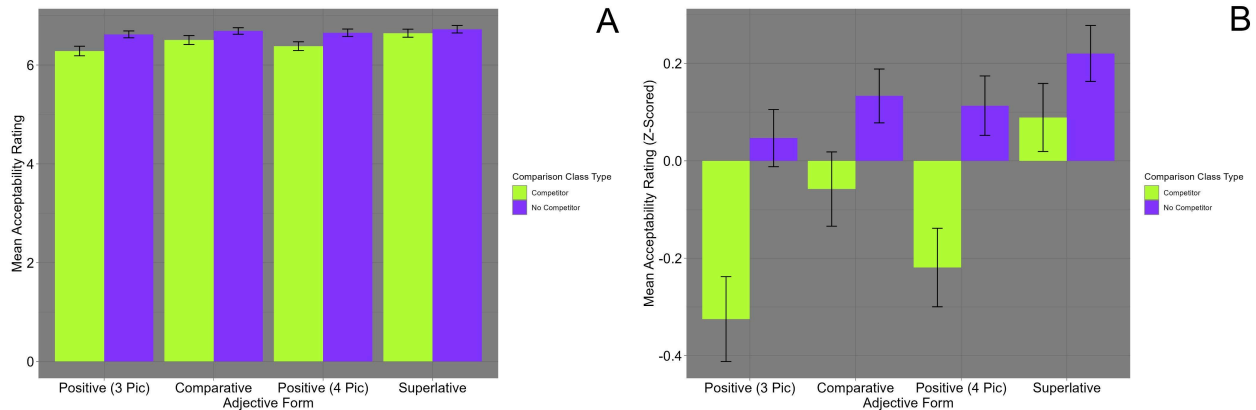 A
Mean Acceptability Rating
6
4
2
0
Positive (3 Pic) Comparative Positive (4 Pic) Superlative
Adjective Form
Comparison Class Type
Competitor
No Competitor
B
Mean Acceptability Rating (Z-Scored)
0.2
0.0
-0.2
-0.4
Positive (3 Pic) Comparative Positive (4 Pic) Superlative
Adjective Form
Comparison Class Type
Competitor
No Competitor